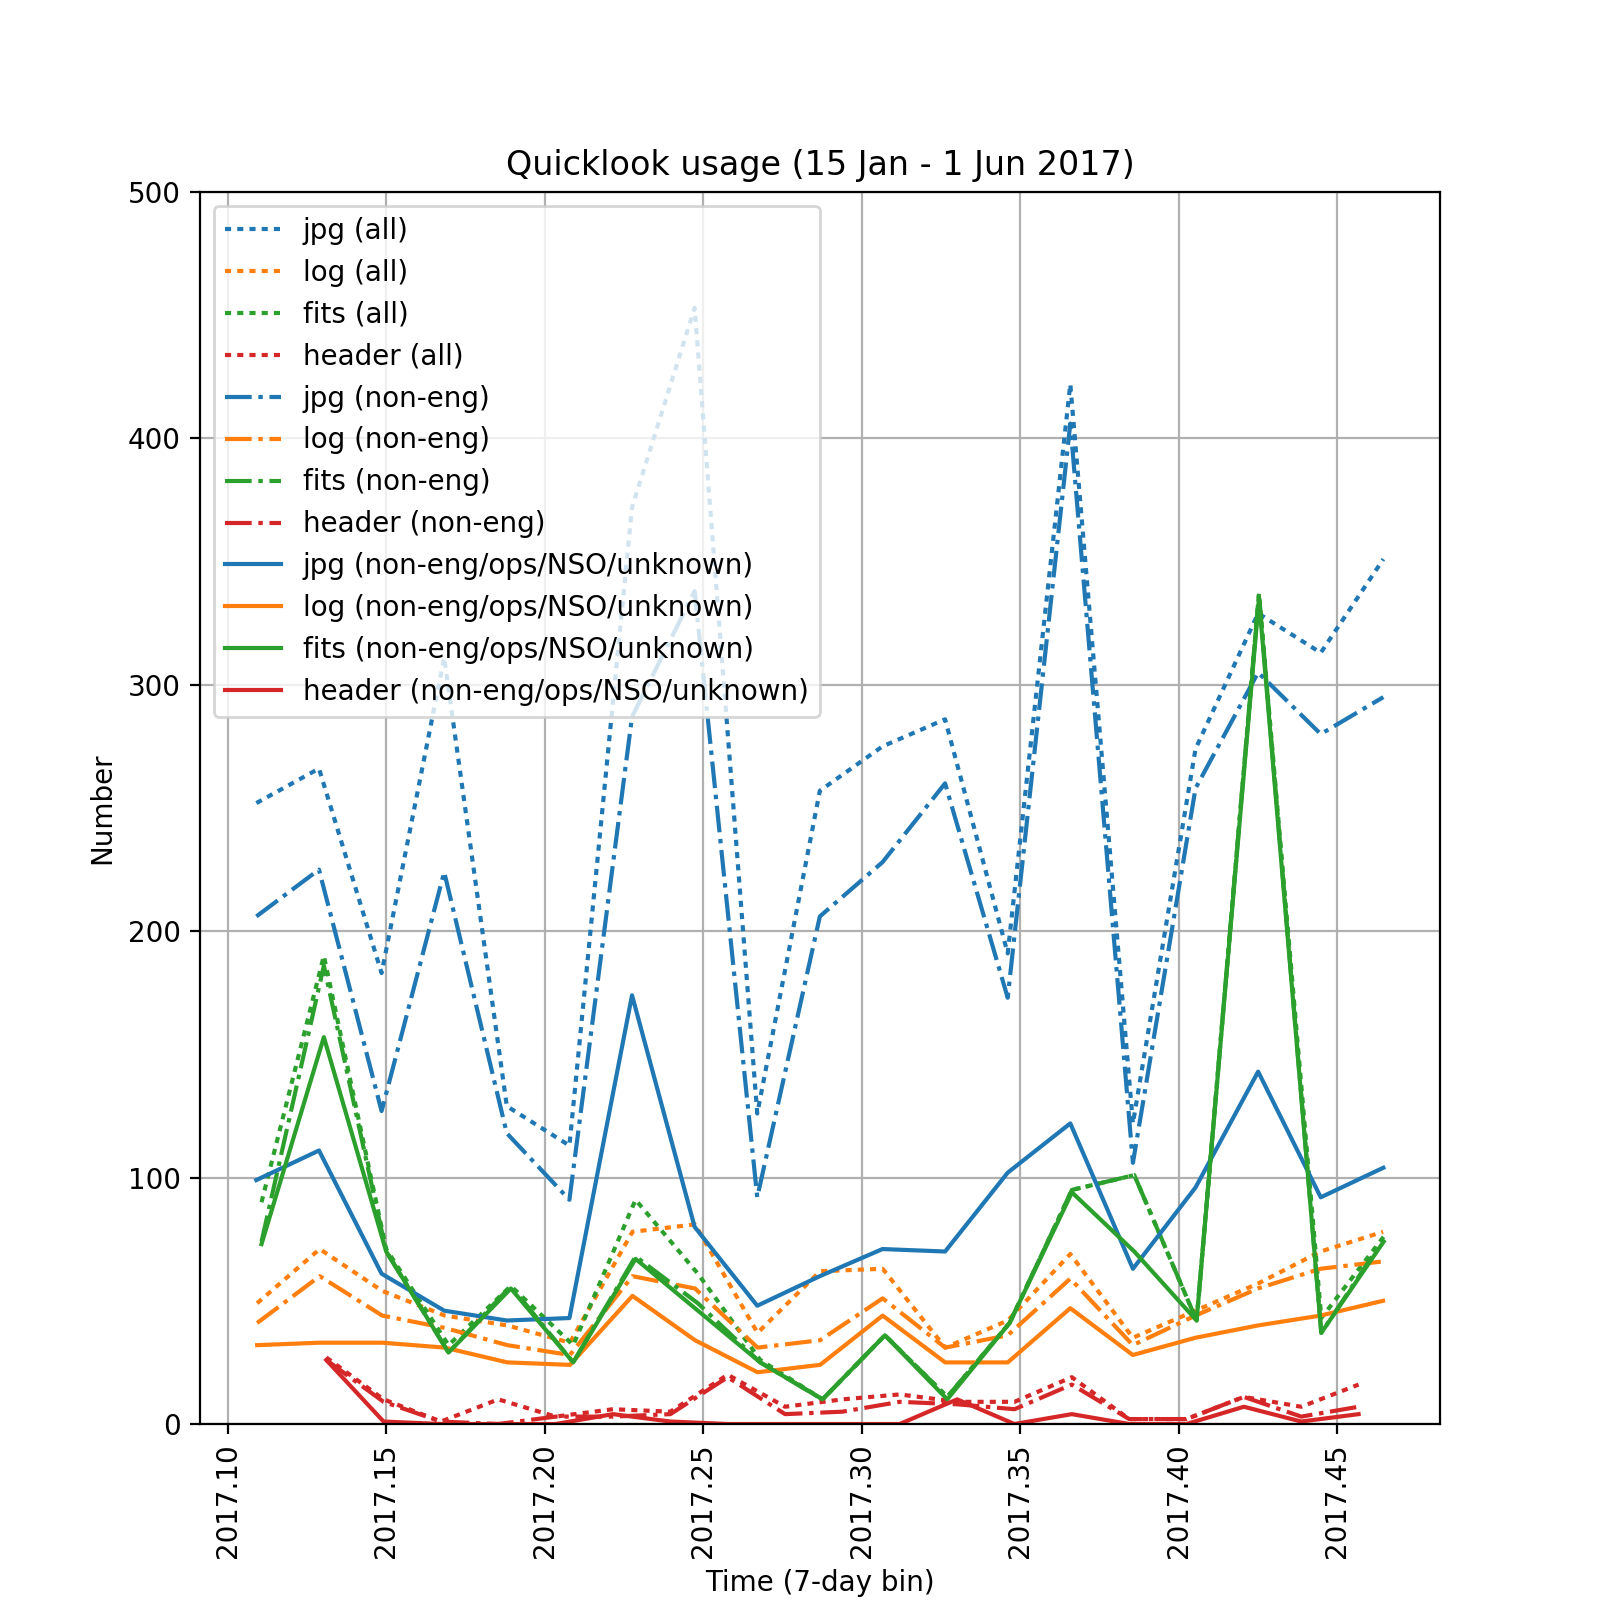 Quicklook usage (15 Jan - 1 Jun 2017)
500
400
300
200
100
0
Number
jpg (all)
log (all)
fits (all)
header (all)
jpg (non-eng)
log (non-eng)
fits (non-eng)
header (non-eng)
jpg (non-eng/ops/NSO/unknown)
log (non-eng/ops/NSO/unknown)
fits (non-eng/ops/NSO/unknown)
header (non-eng/ops/NSO/unknown)
2017.10
2017.15
2017.20
2017.25
2017.30
2017.35
2017.40
2017.45
Time (7-day bin)